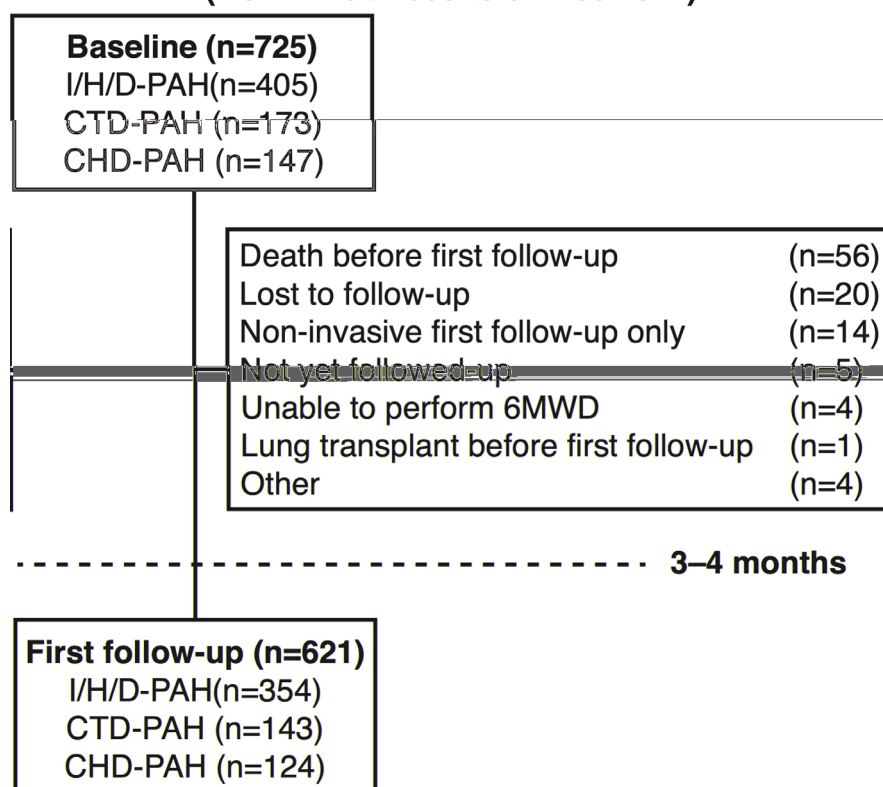 Baseline (n=725)
I/H/D-PAH(n=405)
CTD-PAH (n=173)
CHD-PAH (n=147)
Death before first follow-up (n=56)
Lost to follow-up (n=20)
Non-invasive first follow-up only (n=14)
Not yet followed-up (n=5)
Unable to perform 6MWD (n=4)
Lung transplant before first follow-up (n=1)
Other (n=4)
3–4 months
First follow-up (n=621)
I/H/D-PAH(n=354)
CTD-PAH (n=143)
CHD-PAH (n=124)